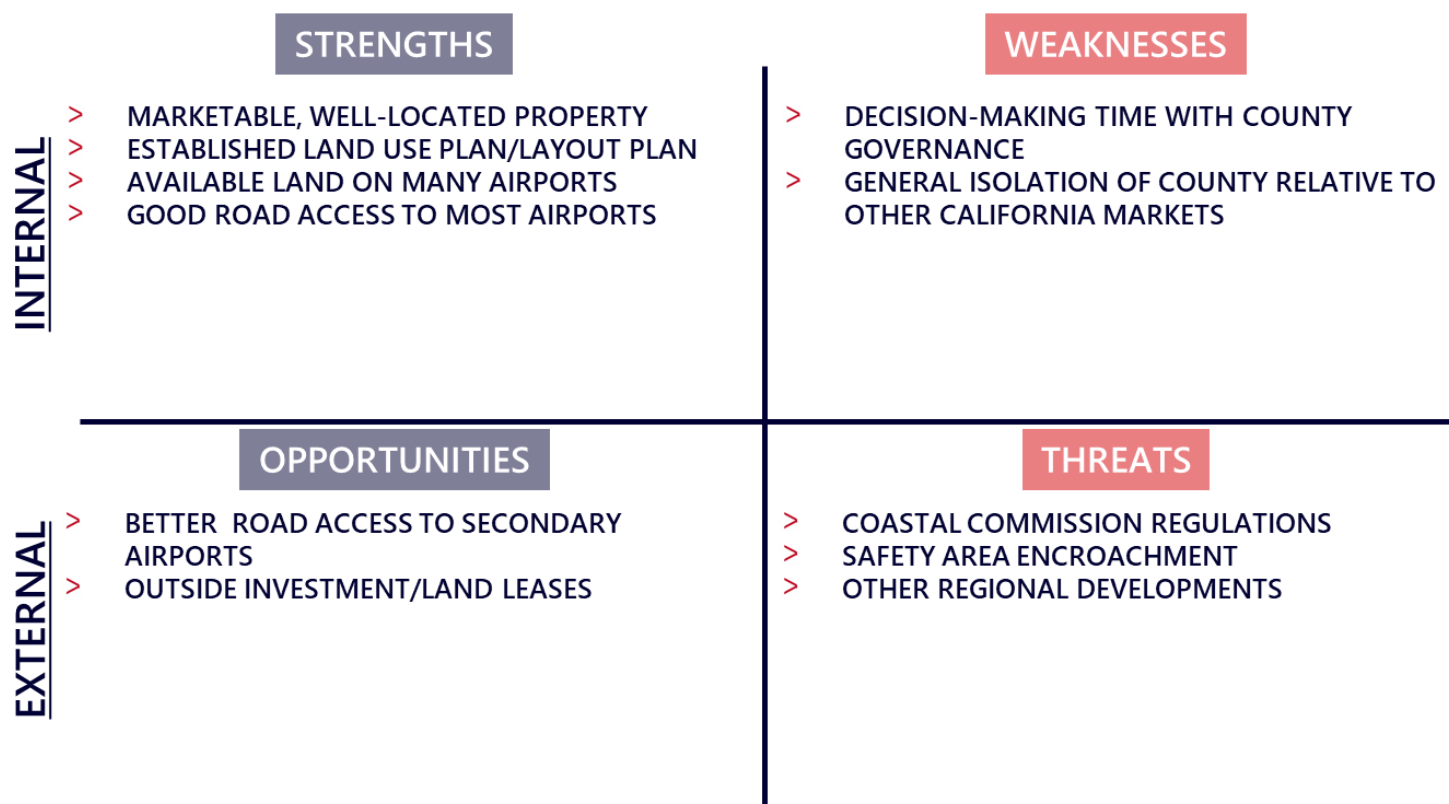 STRENGTHS
> MARKETABLE, WELL-LOCATED PROPERTY
> ESTABLISHED LAND USE PLAN/LAYOUT PLAN
> AVAILABLE LAND ON MANY AIRPORTS
> GOOD ROAD ACCESS TO MOST AIRPORTS
WEAKNESSES
> DECISION-MAKING TIME WITH COUNTY
GOVERNANCE
> GENERAL ISOLATION OF COUNTY RELATIVE TO
OTHER CALIFORNIA MARKETS
INTERNAL
OPPORTUNITIES
> BETTER ROAD ACCESS TO SECONDARY
AIRPORTS
> OUTSIDE INVESTMENT/LAND LEASES
THREATS
> COASTAL COMMISSION REGULATIONS
> SAFETY AREA ENCROACHMENT
> OTHER REGIONAL DEVELOPMENTS
EXTERNAL